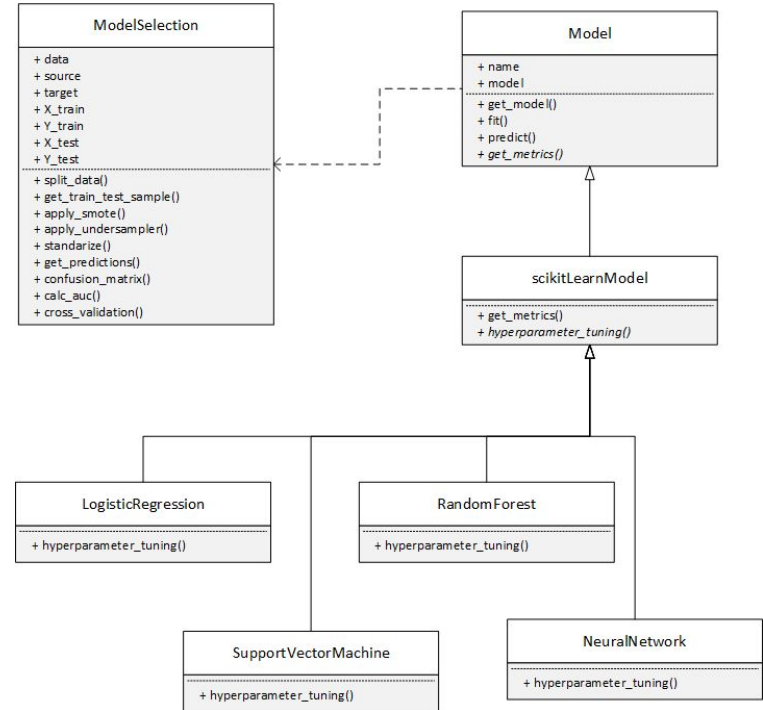 ModelSelection
+ data
+ source
+ target
+ X_train
+ Y_train
+ X_test
+ Y_test
+ split_data()
+ get_train_test_sample()
+ apply_smote()
+ apply_undersampler()
+ standarize()
+ get_predictions()
+ confusion_matrix()
+ calc_auc()
+ cross_validation()
Model
+ name
+ model
+ get_model()
+ fit()
+ predict()
+ get_metrics()
scikitLearnModel
+ get_metrics()
+ hyperparameter_tuning()
LogisticRegression
+ hyperparameter_tuning()
RandomForest
+ hyperparameter_tuning()
SupportVectorMachine
+ hyperparameter_tuning()
NeuralNetwork
+ hyperparameter_tuning()